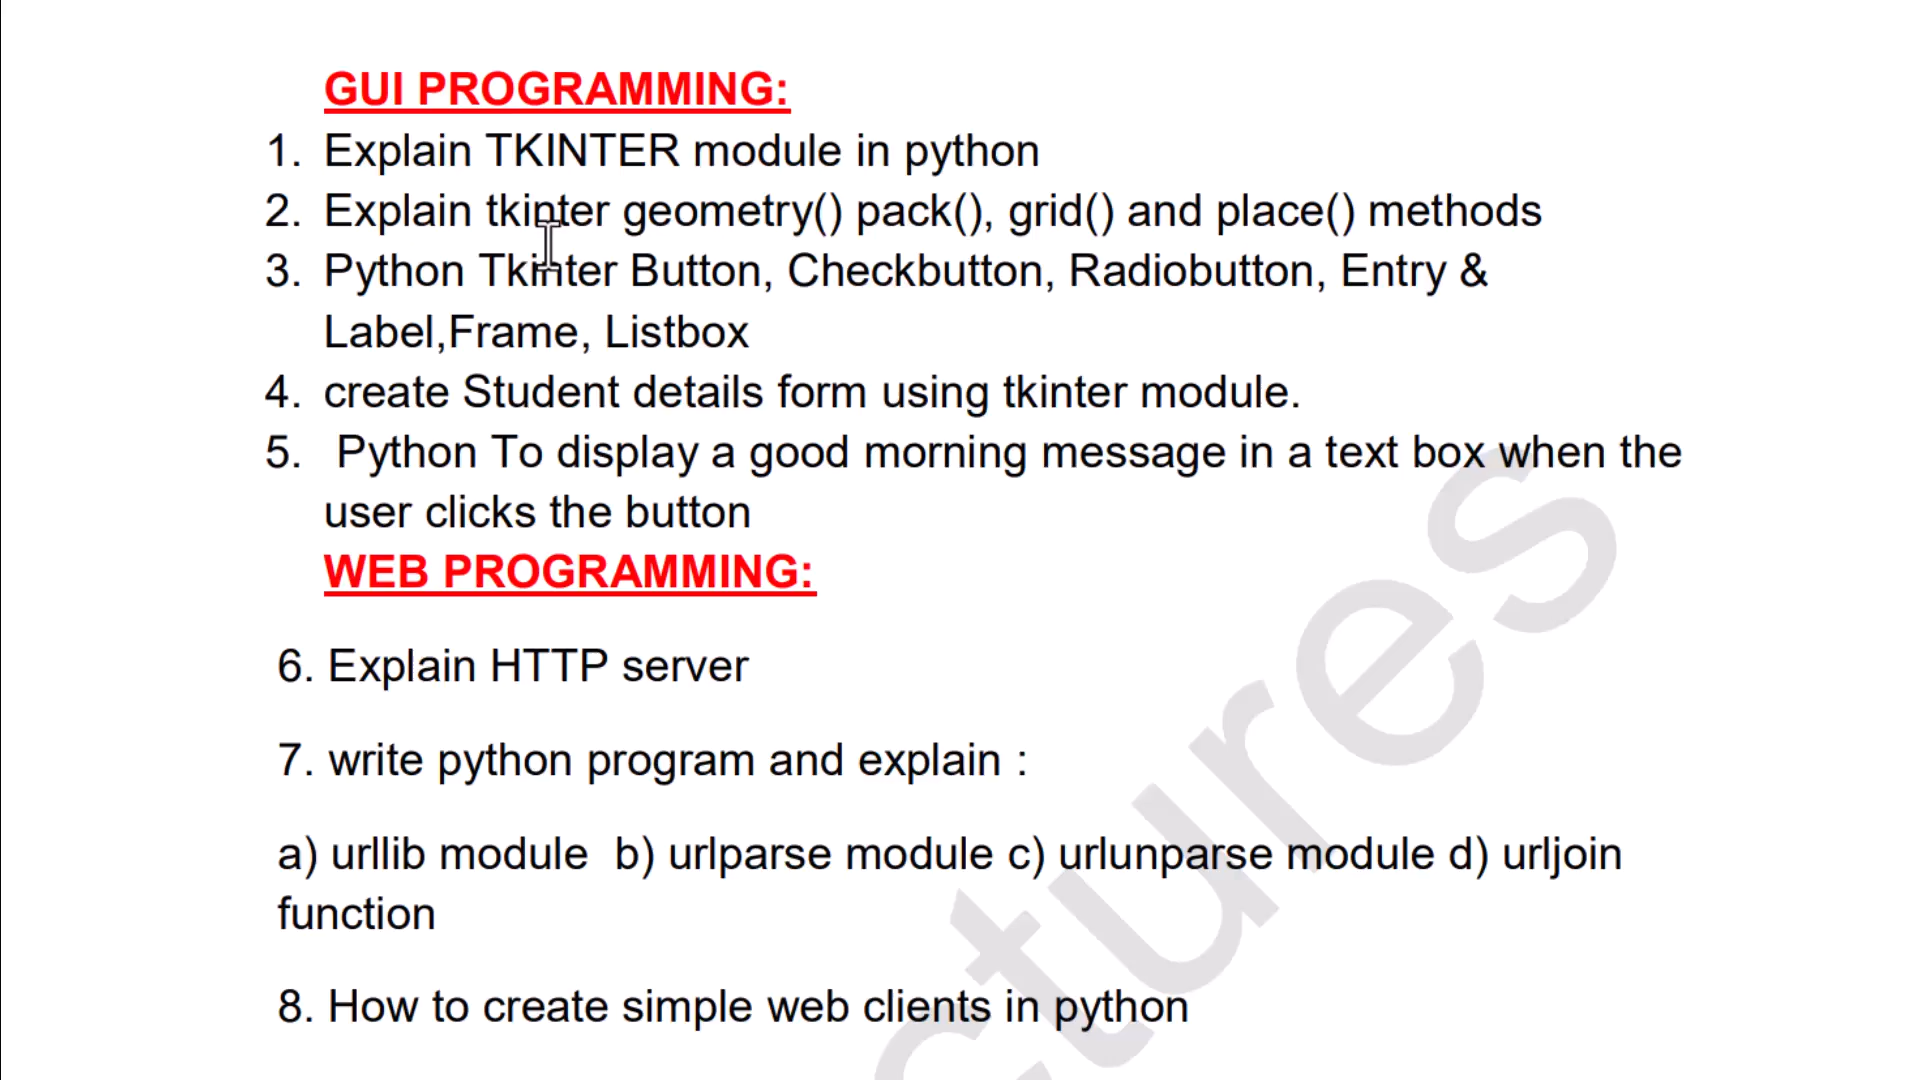 GUI PROGRAMMING:
1. Explain TKINTER module in python
2. Explain tkinter geometry() pack(), grid() and place() methods
3. Python Tkinter Button, Checkbutton, Radiobutton, Entry &
Label,Frame, Listbox
4. create Student details form using tkinter module.
5. Python To display a good morning message in a text box when the
user clicks the button
WEB PROGRAMMING:
6. Explain HTTP server
7. write python program and explain :
a) urllib module b) urlparse module c) urlunparse module d) urljoin
function
8. How to create simple web clients in python
ctures